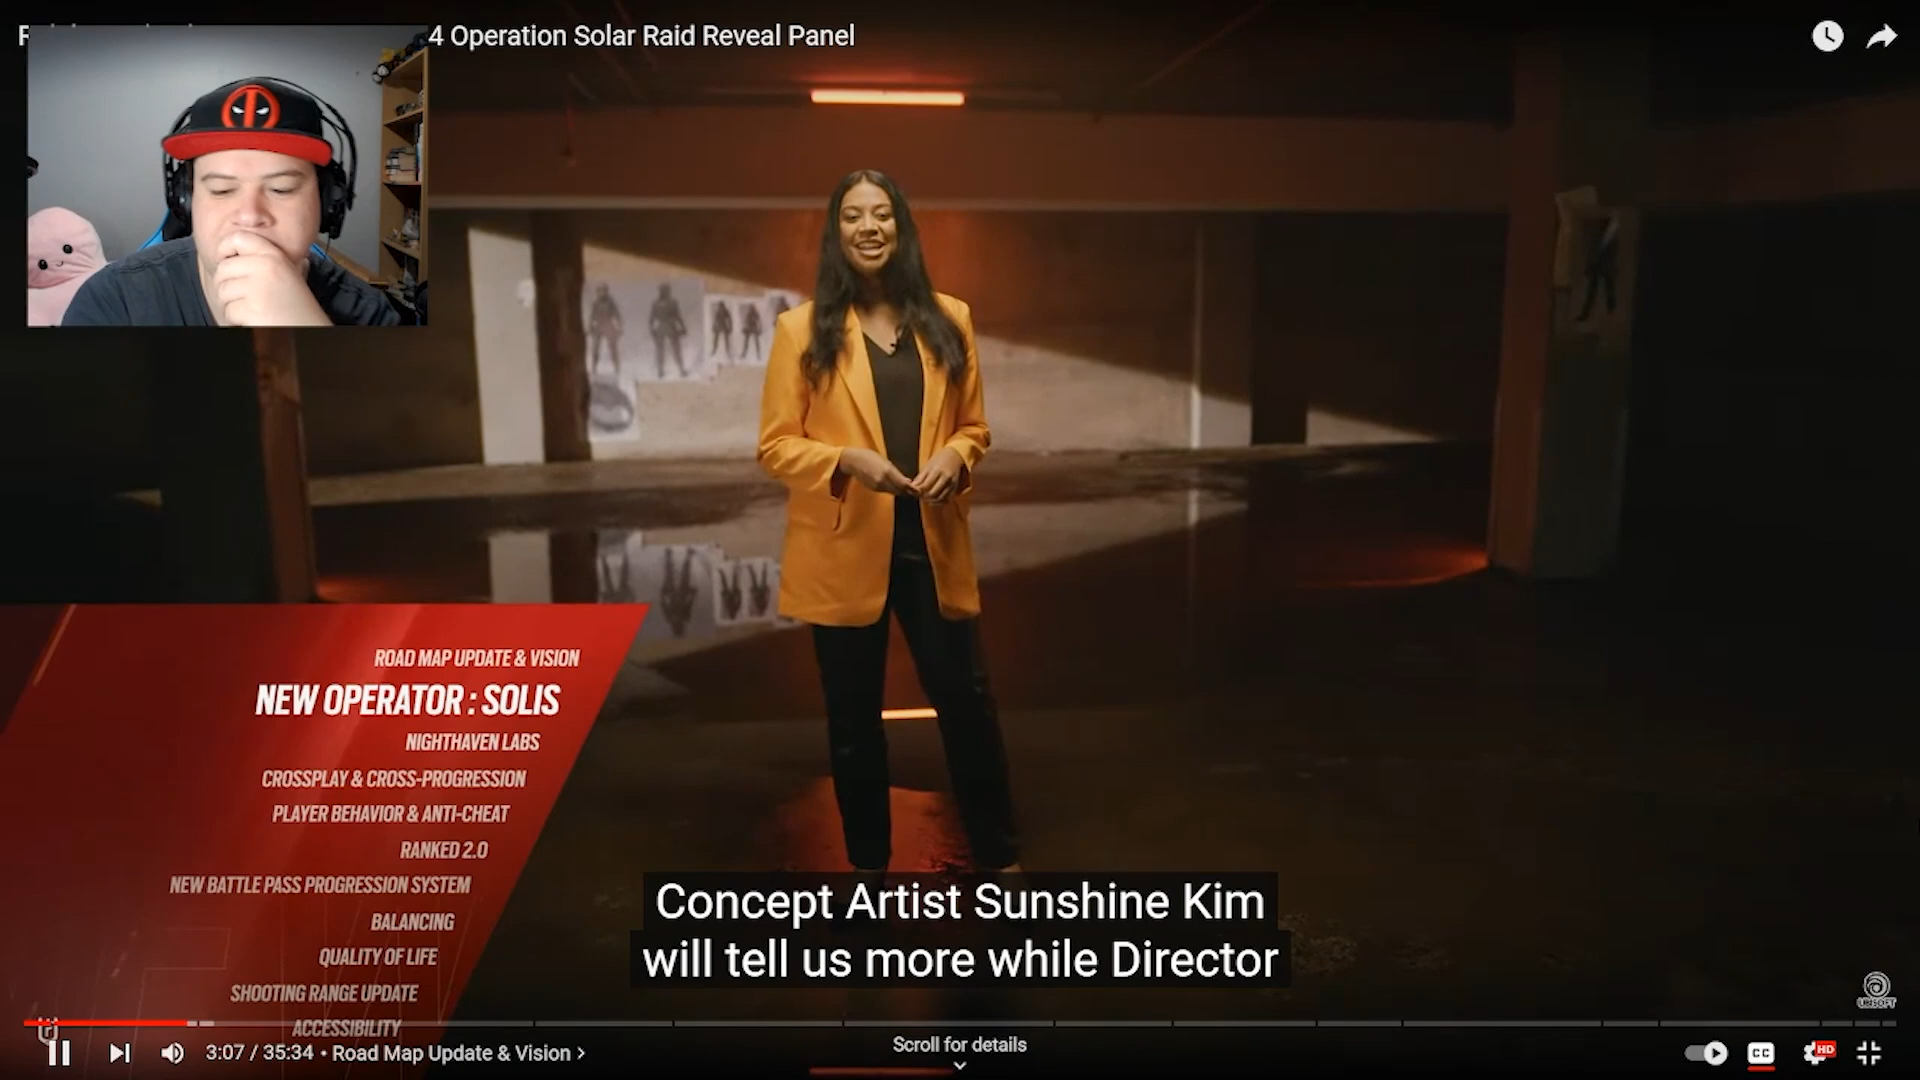 4 Operation Solar Raid Reveal Panel
ROAD MAP UPDATE & VISION
NEW OPERATOR : SOLIS
NIGHTHAVEN LABS
CROSSPLAY & CROSS-PROGRESSION
PLAYER BEHAVIOR & ANTI-CHEAT
RANKED 2.0
NEW BATTLE PASS PROGRESSION SYSTEM
BALANCING
QUALITY OF LIFE
SHOOTING RANGE UPDATE
ACCESSIBILITY
Concept Artist Sunshine Kim
will tell us more while Director
UBISOFT
3:07 / 35:34 • Road Map Update & Vision >
Scroll for details
CC
HD